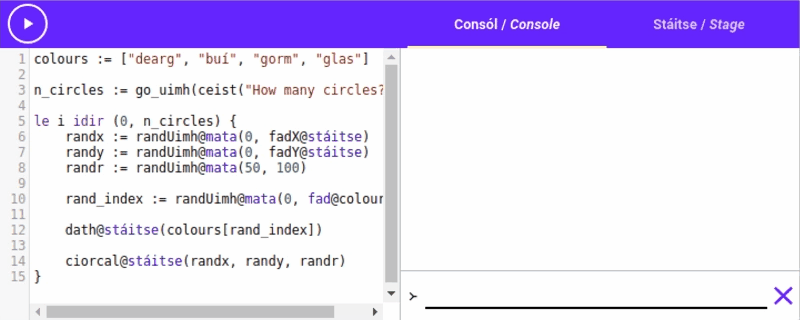 Consól / Console
Stáitse / Stage
1 colours := ["dearg", "buí", "gorm", "glas"]
2
3 n_circles := go_uimh(ceist("How many circles?
4
5 le i idir (0, n_circles) {
6 randx := randUimh@mata(0, fadX@stáitse)
7 randy := randUimh@mata(0, fadY@stáitse)
8 randr := randUimh@mata(50, 100)
9
10 rand_index := randUimh@mata(0, fad@colour
11
12 dath@stáitse(colours[rand_index])
13
14 ciorcal@stáitse(randx, randy, randr)
15 }
≻